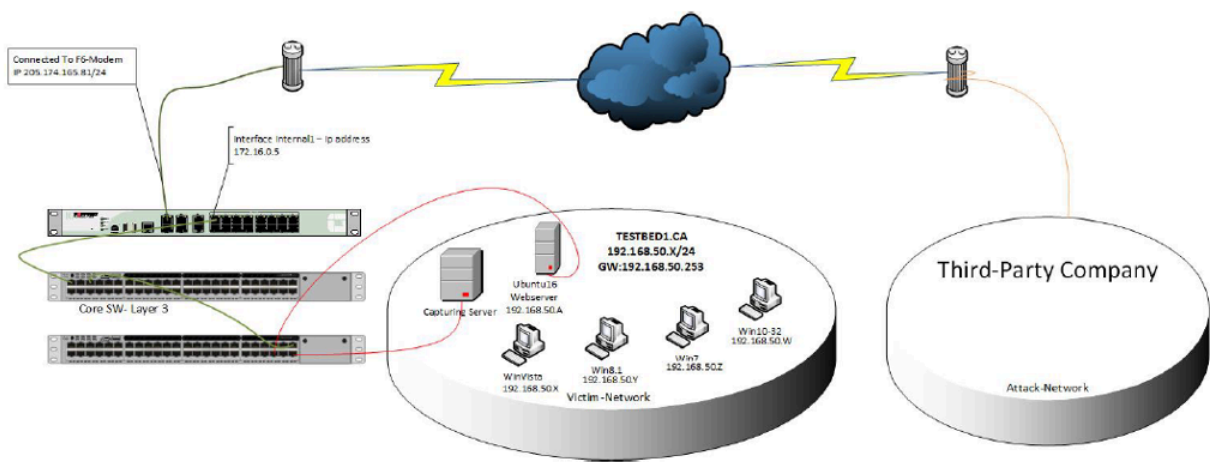 Connected To F6-Modem
IP 205.174.165.81/24
Interface Internal1 – ip address
172.16.0.5
Core SW- Layer 3
TESTBED1.CA
192.168.50.X/24
GW:192.168.50.253
Capturing Server
Ubuntu16
Webserver
192.168.50.A
WinVista
192.168.50.X
Win8.1
192.168.50.Y
Win7
192.168.50.Z
Win10-32
192.168.50.W
Victim-Network
Third-Party Company
Attack-Network